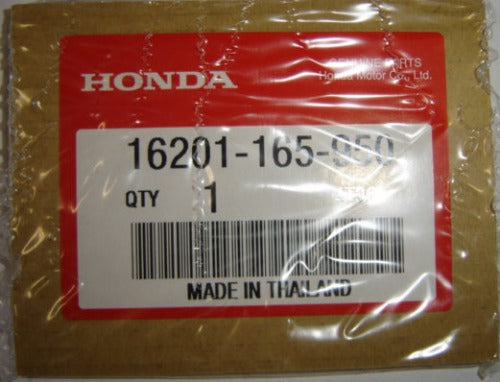 GENUINE PARTS
HONDA
Honda Motor Co., Ltd.
16201-165-950
QTY 1
MADE IN THAILAND